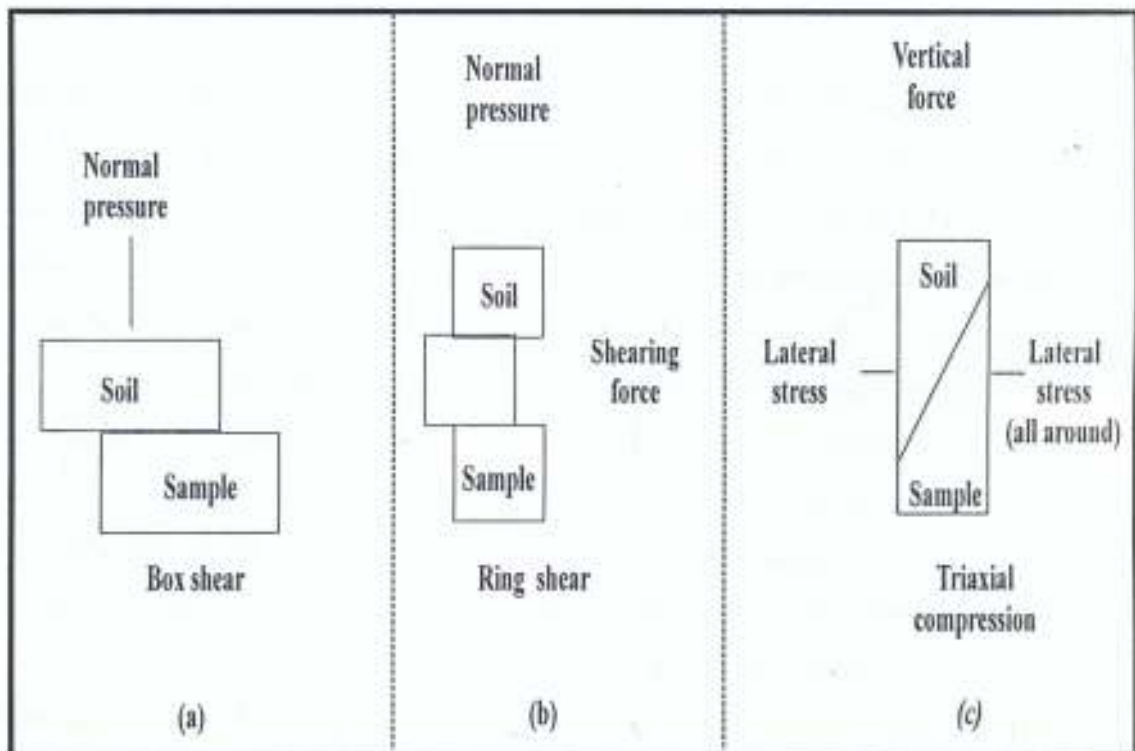 Normal
pressure
Soil
Sample
Box shear
(a)
Normal
pressure
Soil
Shearing
force
Sample
Ring shear
(b)
Vertical
force
Soil
Lateral
stress
Lateral
stress
(all around)
Sample
Triaxial
compression
(c)